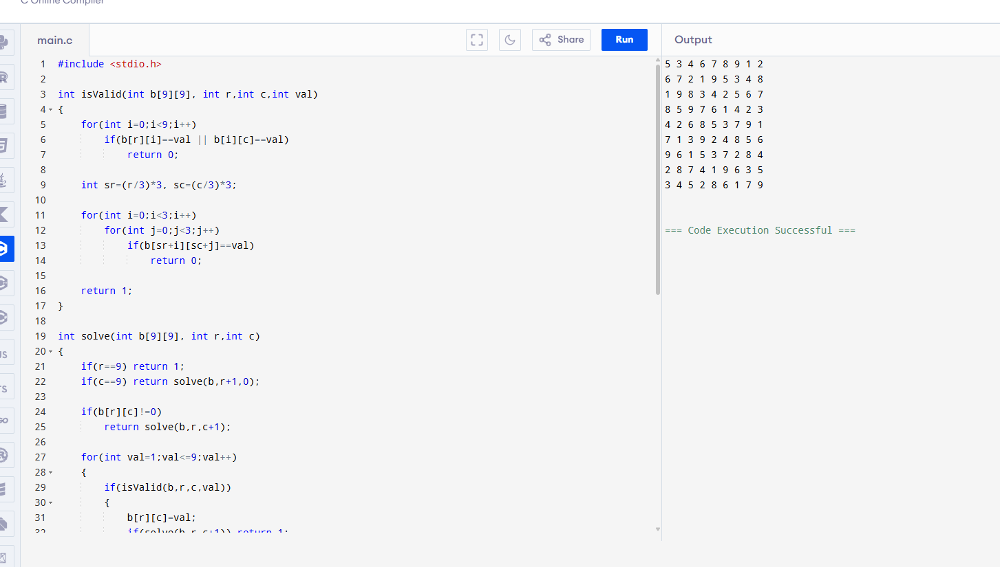 C Online Compiler
main.c
Share
Run
Output
1 #include <stdio.h>
2
3 int isValid(int b[9][9], int r,int c,int val)
4 {
5     for(int i=0;i<9;i++)
6         if(b[r][i]==val || b[i][c]==val)
7             return 0;
8
9     int sr=(r/3)*3, sc=(c/3)*3;
10
11     for(int i=0;i<3;i++)
12         for(int j=0;j<3;j++)
13             if(b[sr+i][sc+j]==val)
14                 return 0;
15
16     return 1;
17 }
18
19 int solve(int b[9][9], int r,int c)
20 {
21     if(r==9) return 1;
22     if(c==9) return solve(b,r+1,0);
23
24     if(b[r][c]!=0)
25         return solve(b,r,c+1);
26
27     for(int val=1;val<=9;val++)
28     {
29         if(isValid(b,r,c,val))
30         {
31             b[r][c]=val;
32             if(solve(b,r,c+1)) return 1;
5 3 4 6 7 8 9 1 2
6 7 2 1 9 5 3 4 8
1 9 8 3 4 2 5 6 7
8 5 9 7 6 1 4 2 3
4 2 6 8 5 3 7 9 1
7 1 3 9 2 4 8 5 6
9 6 1 5 3 7 2 8 4
2 8 7 4 1 9 6 3 5
3 4 5 2 8 6 1 7 9
=== Code Execution Successful ===